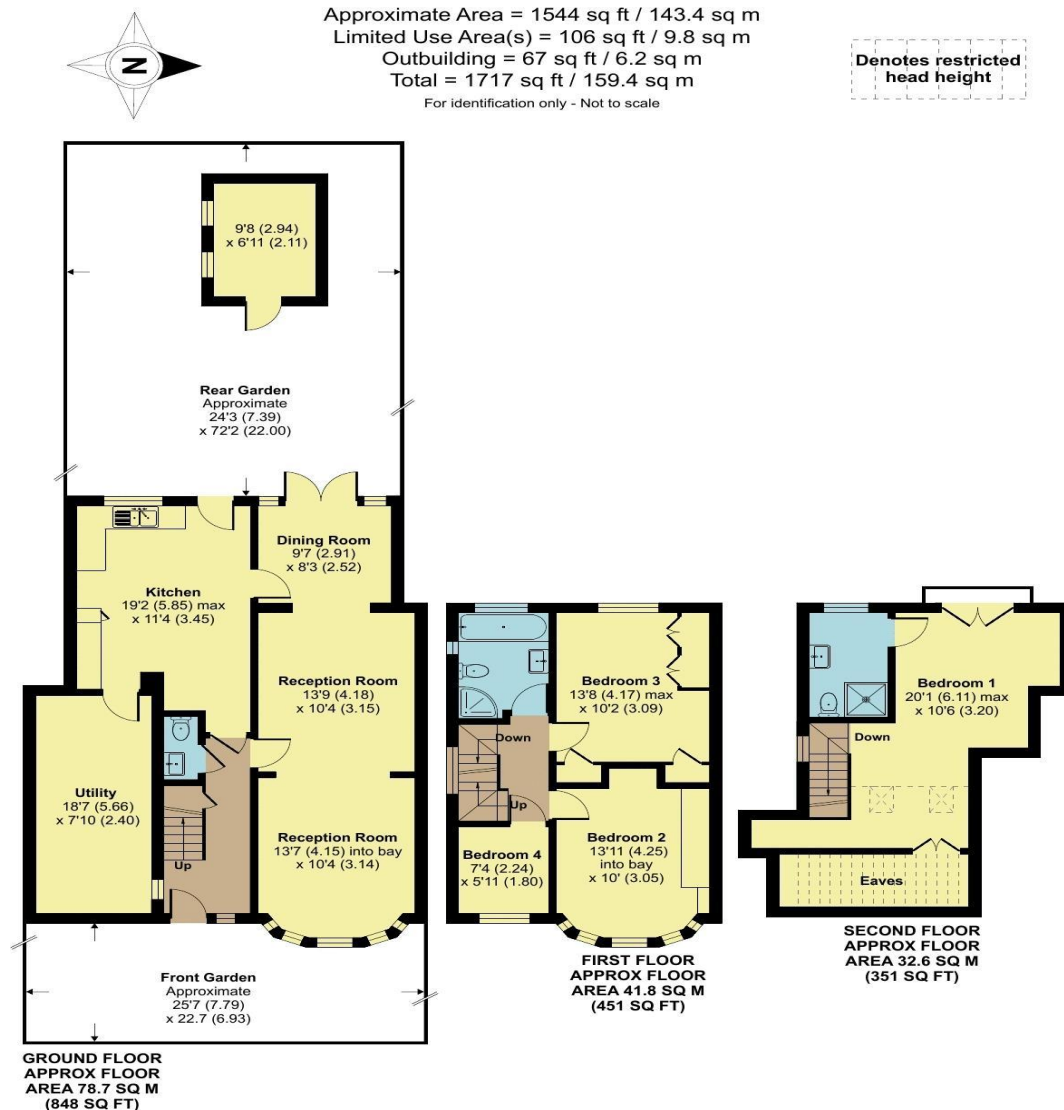 Approximate Area = 1544 sq ft / 143.4 sq m
Limited Use Area(s) = 106 sq ft / 9.8 sq m
Outbuilding = 67 sq ft / 6.2 sq m
Total = 1717 sq ft / 159.4 sq m
For identification only - Not to scale
Denotes restricted
head height
N
9'8 (2.94)
x 6'11 (2.11)
Rear Garden
Approximate
24'3 (7.39)
x 72'2 (22.00)
Dining Room
9'7 (2.91)
x 8'3 (2.52)
Kitchen
19'2 (5.85) max
x 11'4 (3.45)
Reception Room
13'9 (4.18)
x 10'4 (3.15)
Utility
18'7 (5.66)
x 7'10 (2.40)
Up
Reception Room
13'7 (4.15) into bay
x 10'4 (3.14)
Front Garden
Approximate
25'7 (7.79)
x 22.7 (6.93)
GROUND FLOOR
APPROX FLOOR
AREA 78.7 SQ M
(848 SQ FT)
Bedroom 3
13'8 (4.17) max
x 10'2 (3.09)
Down
Up
Bedroom 4
7'4 (2.24)
x 5'11 (1.80)
Bedroom 2
13'11 (4.25)
into bay
x 10' (3.05)
FIRST FLOOR
APPROX FLOOR
AREA 41.8 SQ M
(451 SQ FT)
Bedroom 1
20'1 (6.11) max
x 10'6 (3.20)
Down
Eaves
SECOND FLOOR
APPROX FLOOR
AREA 32.6 SQ M
(351 SQ FT)